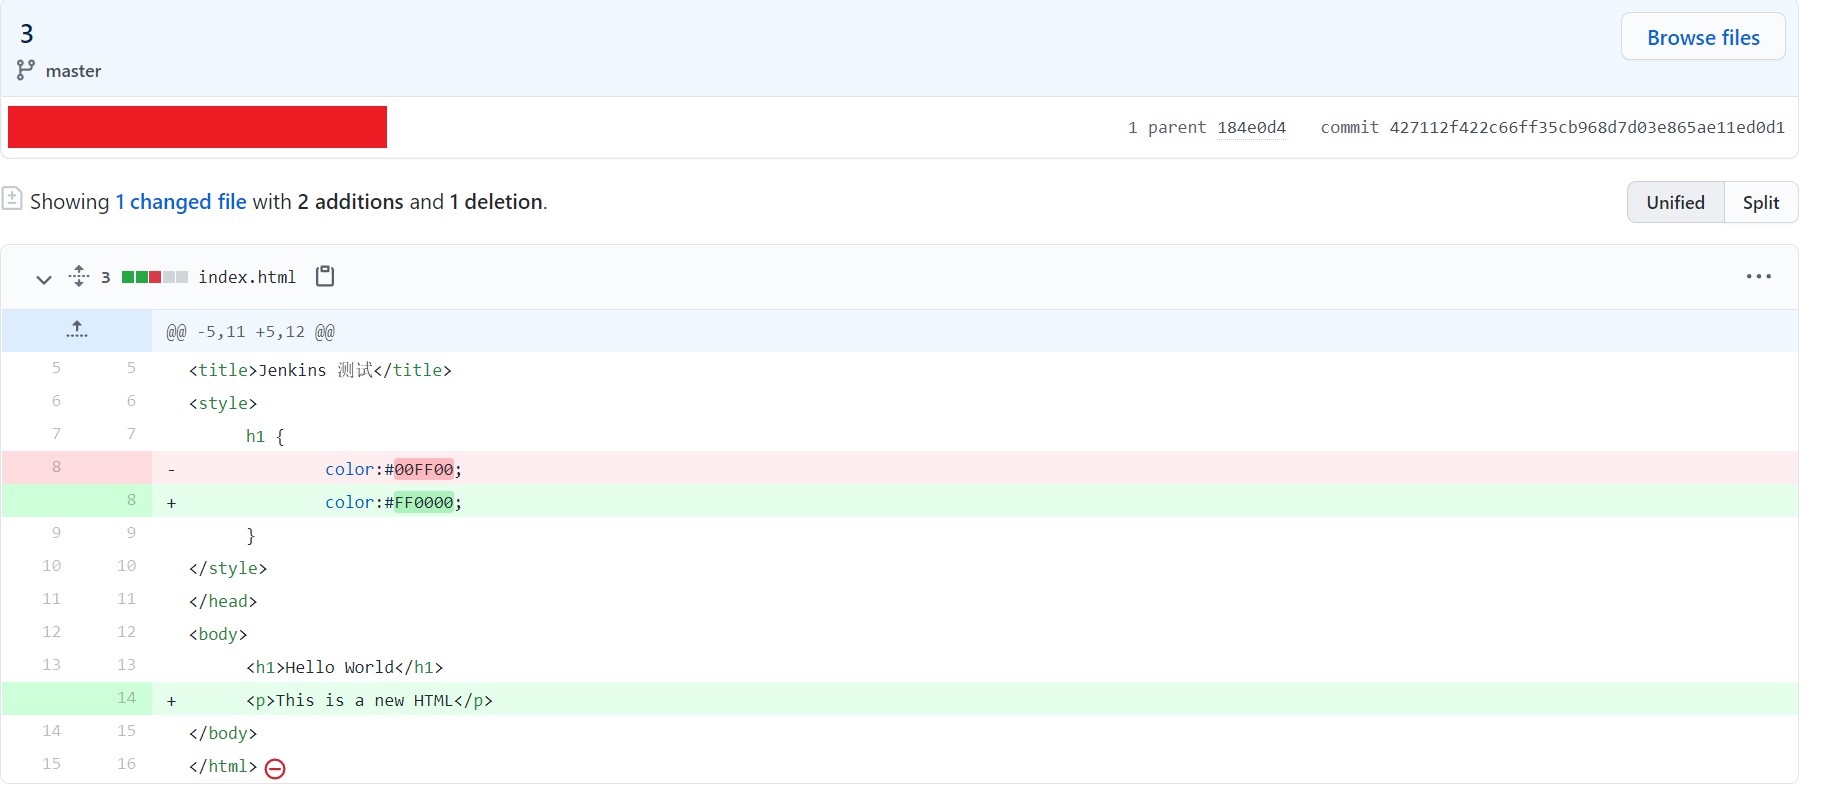 3
Browse files
master
1 parent 184e0d4 commit 427112f422c66ff35cb968d7d03e865ae11ed0d1
Showing 1 changed file with 2 additions and 1 deletion.
Unified Split
3 index.html
@@ -5,11 +5,12 @@
5 5 <title>Jenkins 测试</title>
6 6 <style>
7 7 h1 {
8 - color:#00FF00;
8 + color:#FF0000;
9 9 }
10 10 </style>
11 11 </head>
12 12 <body>
13 13 <h1>Hello World</h1>
14 + <p>This is a new HTML</p>
14 15 </body>
15 16 </html>